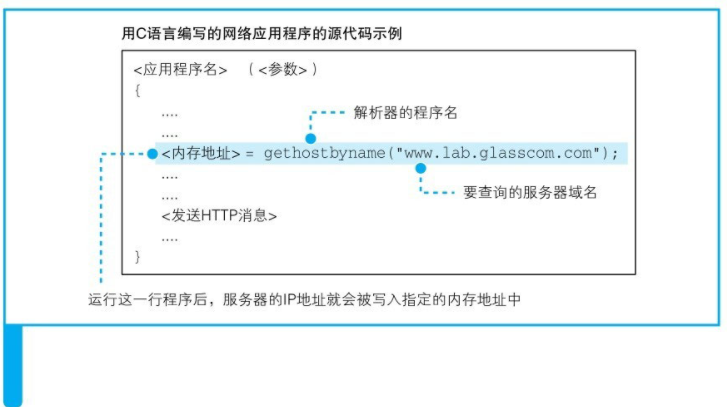 用C语言编写的网络应用程序的源代码示例
<应用程序名> （<参数>）
{
....
解析器的程序名
....
<内存地址> = gethostbyname("www.lab.glasscom.com");
....
要查询的服务器域名
....
<发送HTTP消息>
....
}
运行这一行程序后，服务器的IP地址就会被写入指定的内存地址中